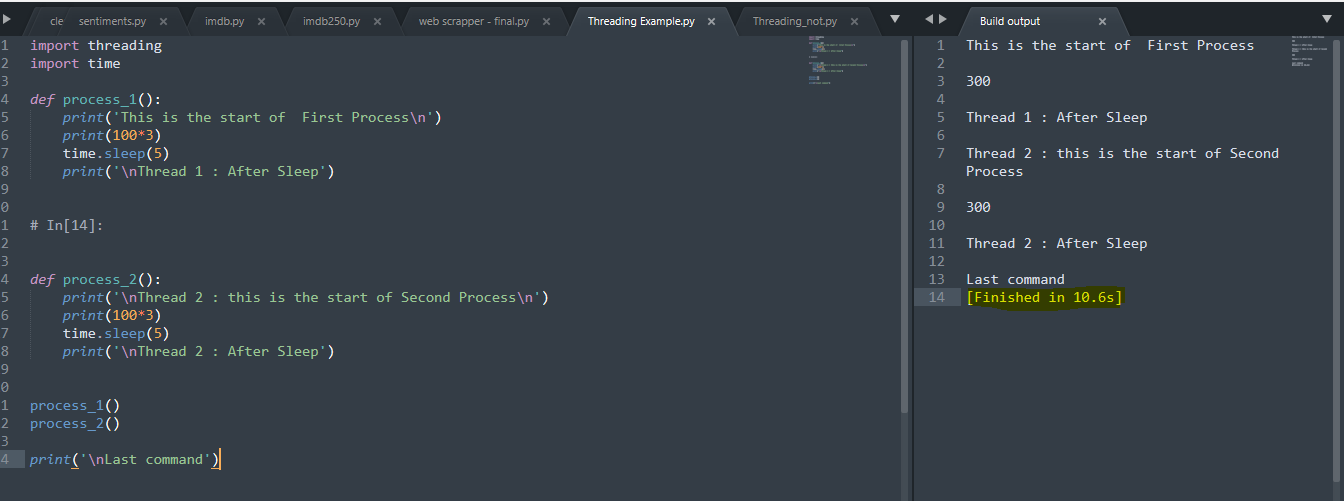 cle sentiments.py × imdb.py × imdb250.py × web scrapper - final.py × Threading Example.py × Threading_not.py ×
1 import threading
2 import time
3
4 def process_1():
5 print('This is the start of  First Process\n')
6 print(100*3)
7 time.sleep(5)
8 print('\nThread 1 : After Sleep')
9
0
1 # In[14]:
2
3
4 def process_2():
5 print('\nThread 2 : this is the start of Second Process\n')
6 print(100*3)
7 time.sleep(5)
8 print('\nThread 2 : After Sleep')
9
0
1 process_1()
2 process_2()
3
4 print('\nLast command')
Build output ×
1 This is the start of  First Process
2
3 300
4
5 Thread 1 : After Sleep
6
7 Thread 2 : this is the start of Second
Process
8
9 300
10
11 Thread 2 : After Sleep
12
13 Last command
14 [Finished in 10.6s]